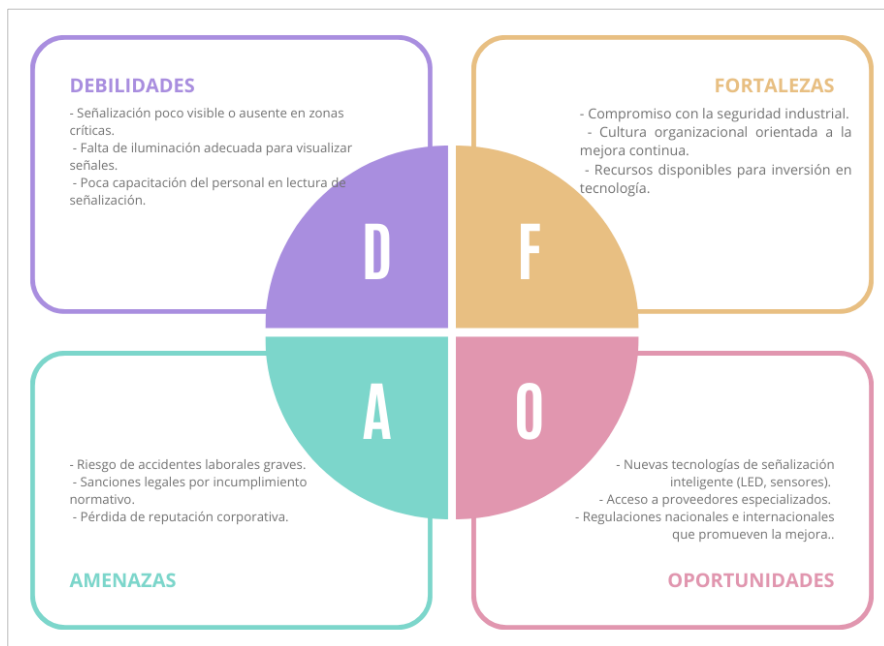 DEBILIDADES
- Señalización poco visible o ausente en zonas
críticas.
- Falta de iluminación adecuada para visualizar
señales.
- Poca capacitación del personal en lectura de
señalización.
FORTALEZAS
- Compromiso con la seguridad industrial.
- Cultura organizacional orientada a la
mejora continua.
- Recursos disponibles para inversión en
tecnología.
D
F
A
O
- Riesgo de accidentes laborales graves.
- Sanciones legales por incumplimiento
normativo.
- Pérdida de reputación corporativa.
AMENAZAS
- Nuevas tecnologías de señalización
inteligente (LED, sensores).
- Acceso a proveedores especializados.
- Regulaciones nacionales e internacionales
que promueven la mejora..
OPORTUNIDADES